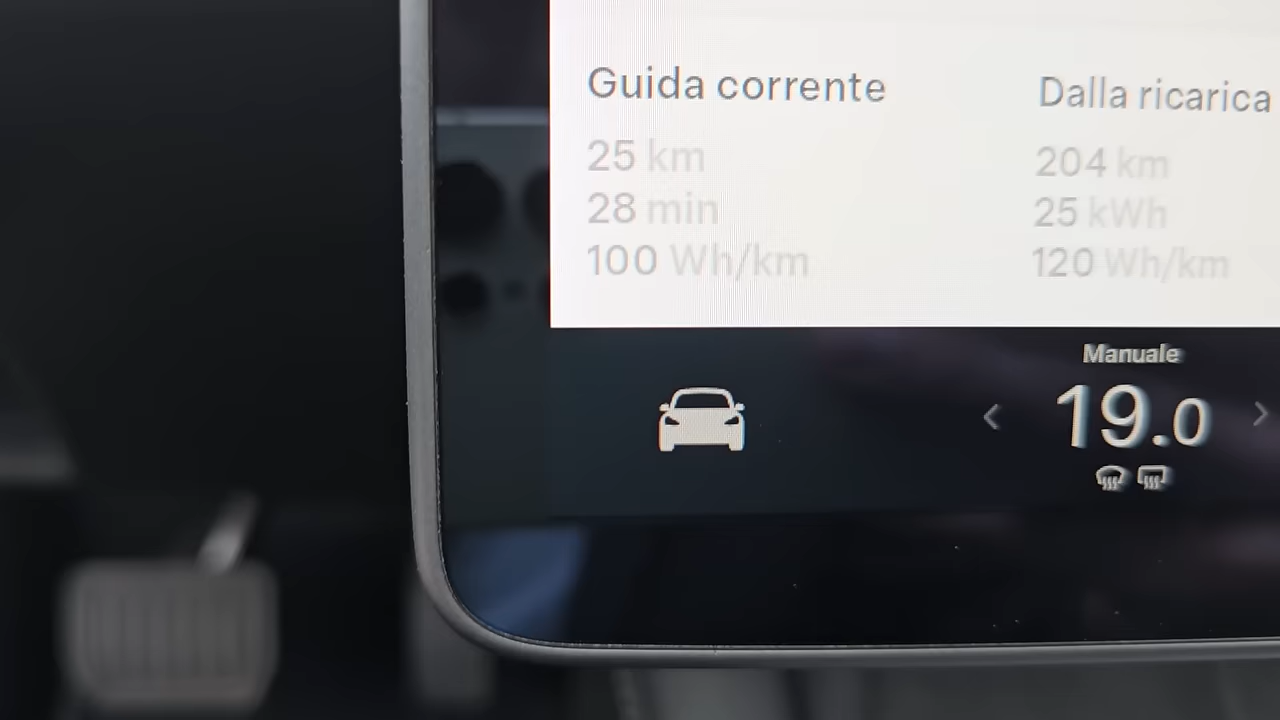 Guida corrente
25 km
28 min
100 Wh/km
Dalla ricarica
204 km
25 kWh
120 Wh/km
Manuale
19.0